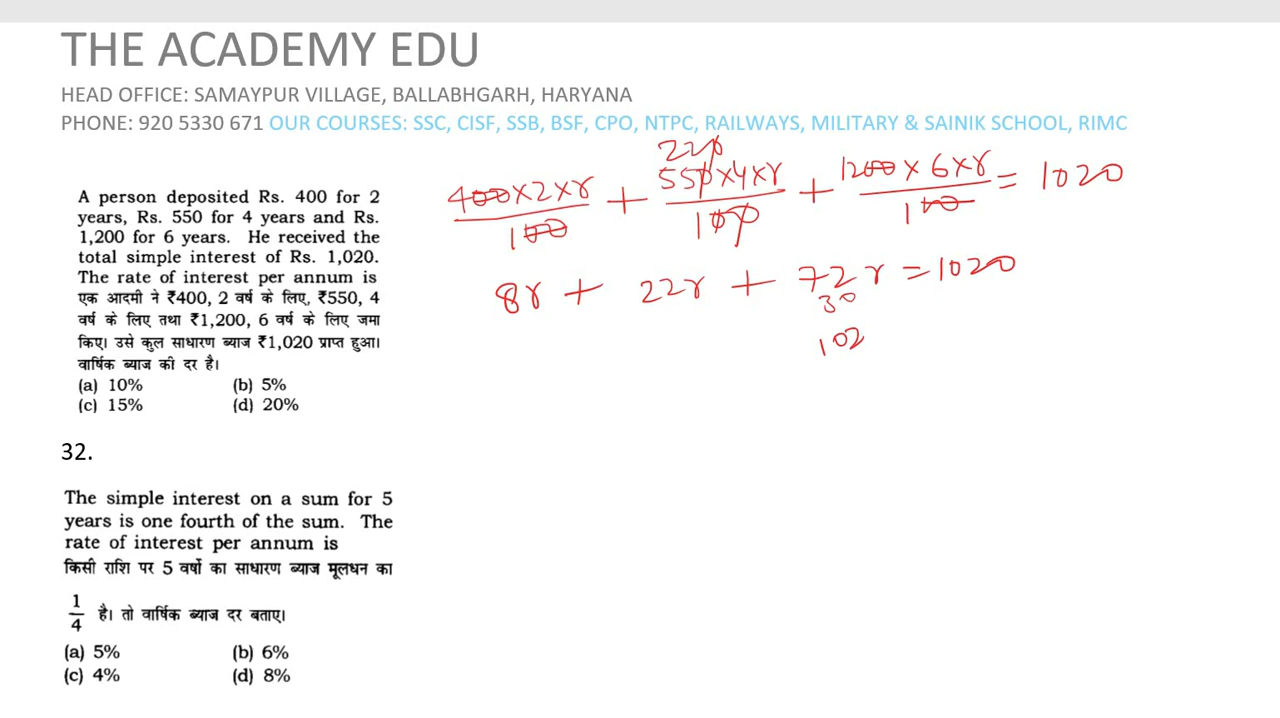 THE ACADEMY EDU
HEAD OFFICE: SAMAYPUR VILLAGE, BALLABHGARH, HARYANA
PHONE: 920 5330 671 OUR COURSES: SSC, CISF, SSB, BSF, CPO, NTPC, RAILWAYS, MILITARY & SAINIK SCHOOL, RIMC
A person deposited Rs. 400 for 2
years, Rs. 550 for 4 years and Rs.
1,200 for 6 years. He received the
total simple interest of Rs. 1,020.
The rate of interest per annum is
एक आदमी ने ₹400, 2 वर्ष के लिए, ₹550, 4
वर्ष के लिए तथा ₹1,200, 6 वर्ष के लिए जमा
किए। उसे कुल साधारण ब्याज ₹1,020 प्राप्त हुआ।
वार्षिक ब्याज की दर है।
(a) 10% (b) 5%
(c) 15% (d) 20%
220
400×2×r + 550×4×r + 1200×6×r = 1020
100 100 100
8r + 22r + 72r = 1020
30
102
32.
The simple interest on a sum for 5
years is one fourth of the sum. The
rate of interest per annum is
किसी राशि पर 5 वर्षों का साधारण ब्याज मूलधन का
1/4 है। तो वार्षिक ब्याज दर बताए।
(a) 5% (b) 6%
(c) 4% (d) 8%